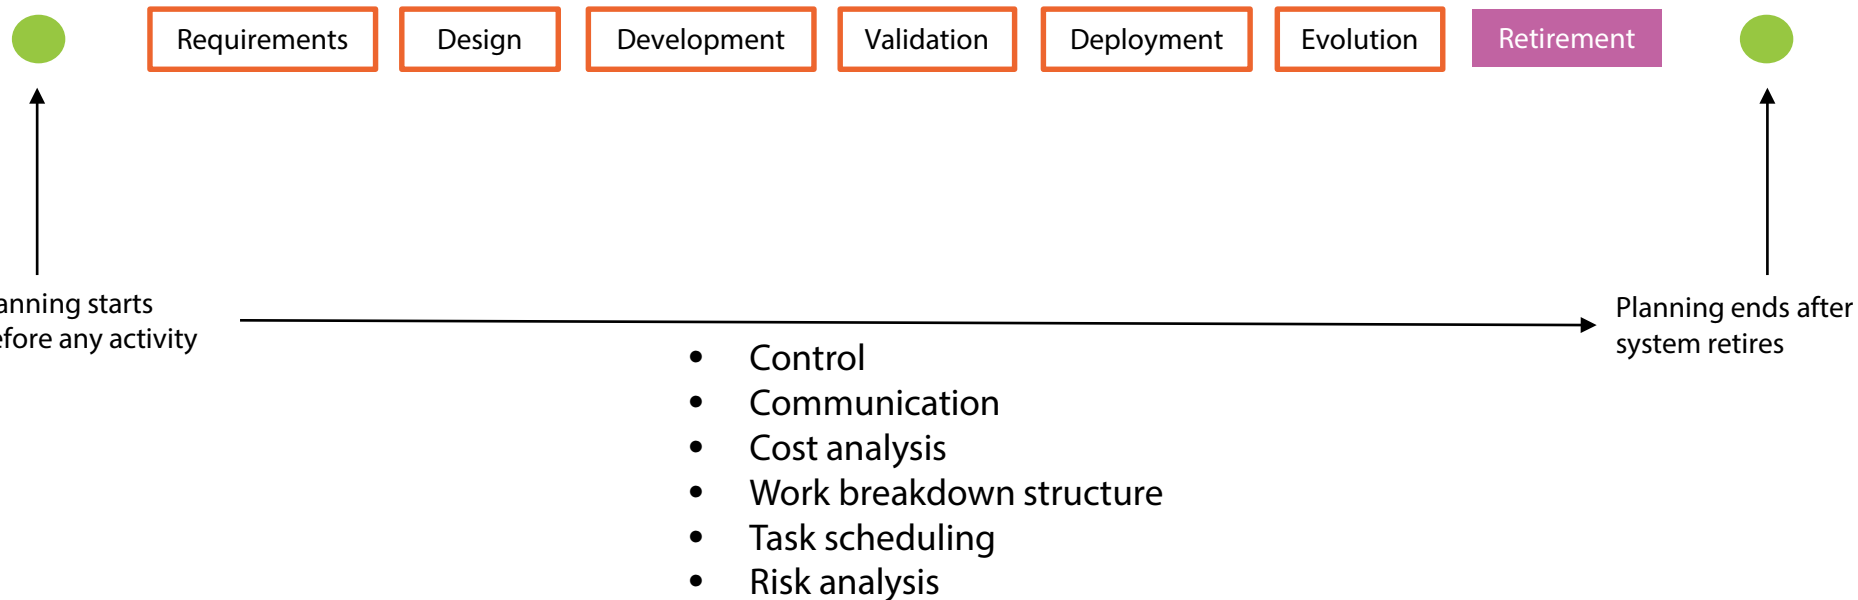 Requirements Design Development Validation Deployment Evolution Retirement
anning starts
efore any activity
Planning ends after
system retires
• Control
• Communication
• Cost analysis
• Work breakdown structure
• Task scheduling
• Risk analysis